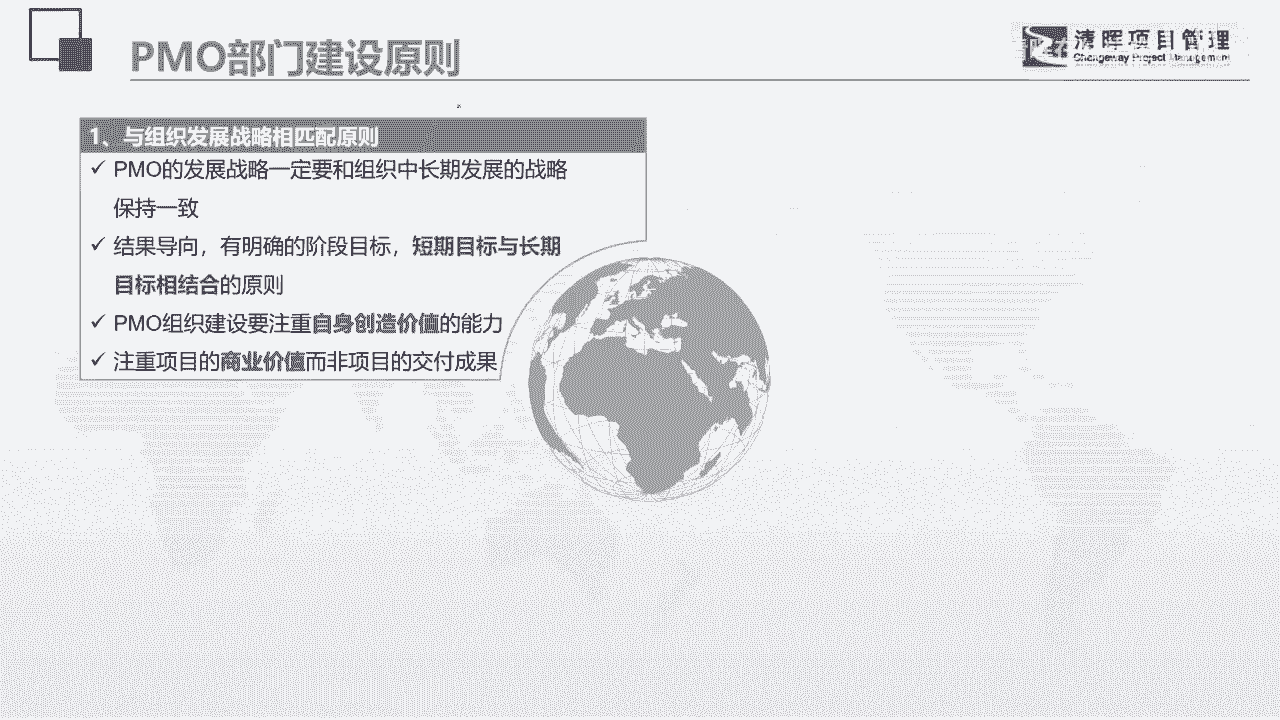 PMO部门建设原则
清晖项目管理
Changeway Project Management
1、与组织发展战略相匹配原则
✓ PMO的发展战略一定要和组织中长期发展的战略
保持一致
✓ 结果导向，有明确的阶段目标，短期目标与长期
目标相结合的原则
✓ PMO组织建设要注重自身创造价值的能力
✓ 注重项目的商业价值而非项目的交付成果